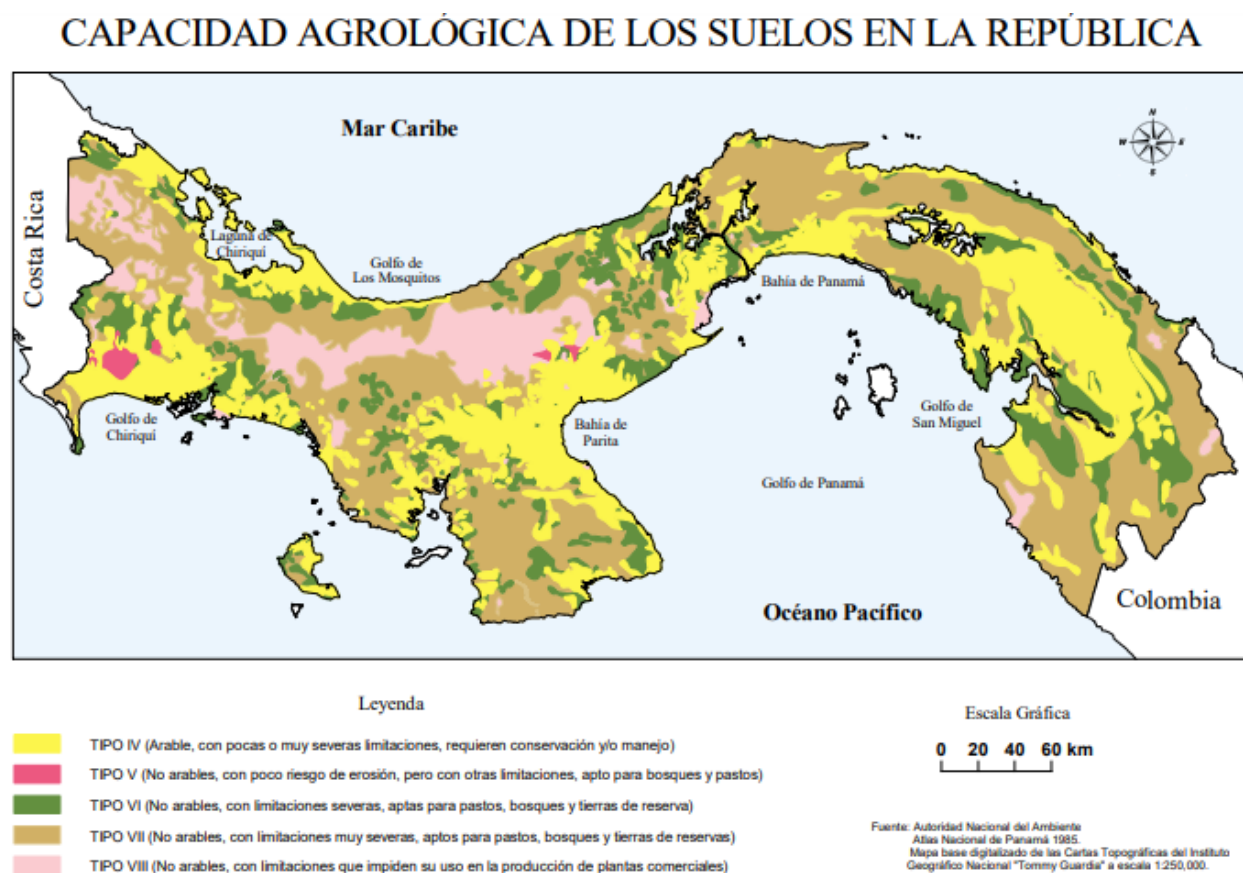 CAPACIDAD AGROLÓGICA DE LOS SUELOS EN LA REPÚBLICA
Mar Caribe
N
W
E
S
Costa Rica
Laguna de
Chiriquí
Golfo de
Los Mosquitos
Bahía de Panamá
Golfo de
Chiriquí
Bahía de
Parita
Golfo de
San Miguel
Golfo de Panamá
Océano Pacífico
Colombia
Leyenda
TIPO IV (Arable, con pocas o muy severas limitaciones, requieren conservación y/o manejo)
TIPO V (No arables, con poco riesgo de erosión, pero con otras limitaciones, apto para bosques y pastos)
TIPO VI (No arables, con limitaciones severas, aptas para pastos, bosques y tierras de reserva)
TIPO VII (No arables, con limitaciones muy severas, aptos para pastos, bosques y tierras de reservas)
TIPO VIII (No arables, con limitaciones que impiden su uso en la producción de plantas comerciales)
Escala Gráfica
0 20 40 60 km
Fuente: Autoridad Nacional del Ambiente
Atlas Nacional de Panamá 1985.
Mapa base digitalizado de las Cartas Topográficas del Instituto
Geográfico Nacional "Tommy Guardia" a escala 1:250,000.